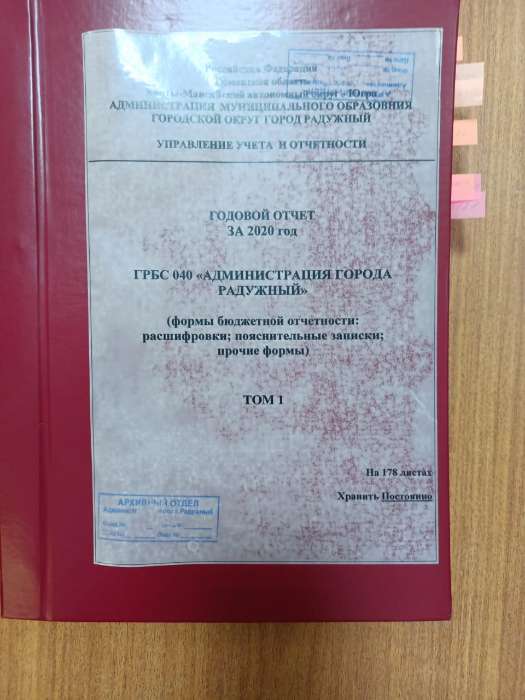 Российская Федерация
область
Ханты-Мансийский автономный округ - Югра
АДМИНИСТРАЦИЯ МУНИЦИПАЛЬНОГО ОБРАЗОВНИЯ
ГОРОДСКОЙ ОКРУГ ГОРОД РАДУЖНЫЙ
УПРАВЛЕНИЕ УЧЕТА И ОТЧЕТНОСТИ
ГОДОВОЙ ОТЧЕТ
ЗА 2020 год
ГРБС 040 «АДМИНИСТРАЦИЯ ГОРОДА
РАДУЖНЫЙ»
(формы бюджетной отчетности:
расшифровки; пояснительные записки;
прочие формы)
ТОМ 1
На 178 листах
Хранить Постоянно
АРХИВНЫЙ ОТДЕЛ
Радужный